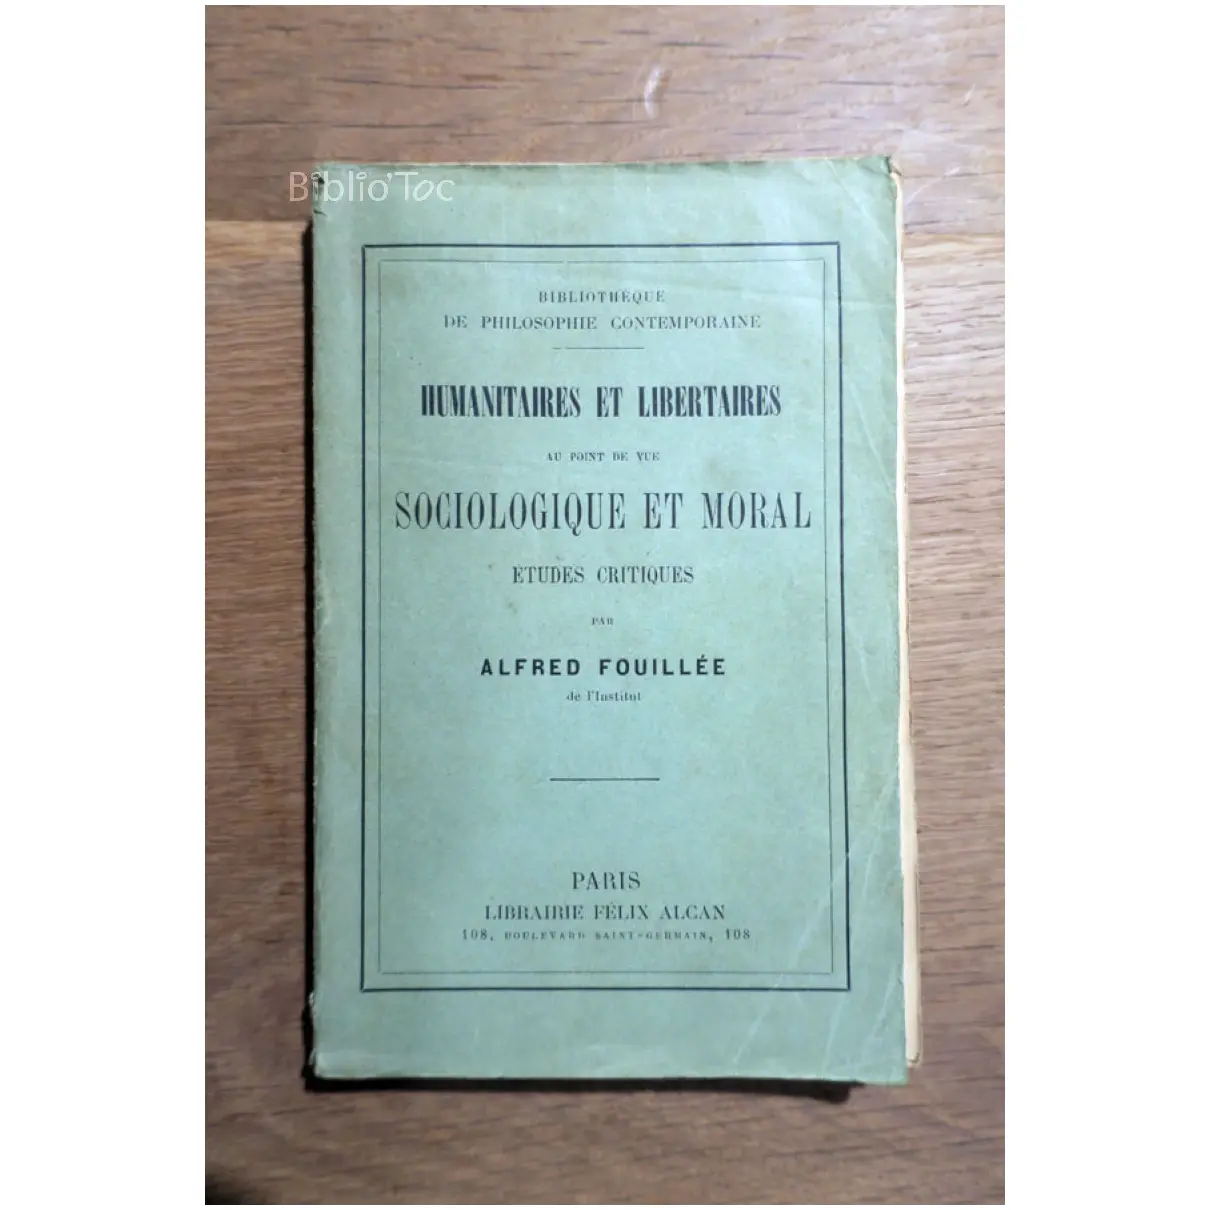 Biblio'Toc
BIBLIOTHÈQUE
DE PHILOSOPHIE CONTEMPORAINE
HUMANITAIRES ET LIBERTAIRES
AU POINT DE VUE
SOCIOLOGIQUE ET MORAL
ÉTUDES CRITIQUES
PAR
ALFRED FOUILLÉE
de l'Institut
PARIS
LIBRAIRIE FÉLIX ALCAN
108, BOULEVARD SAINT-GERMAIN, 108